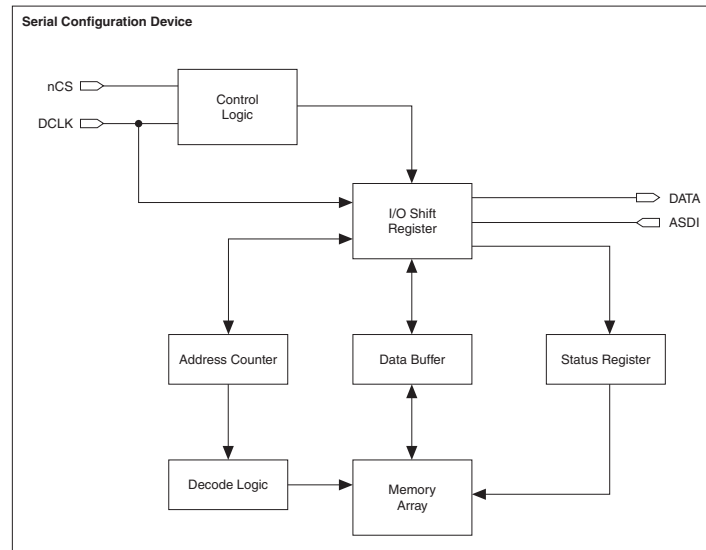 Serial Configuration Device
nCS
DCLK
Control
Logic
I/O Shift
Register
DATA
ASDI
Address Counter
Data Buffer
Status Register
Decode Logic
Memory
Array